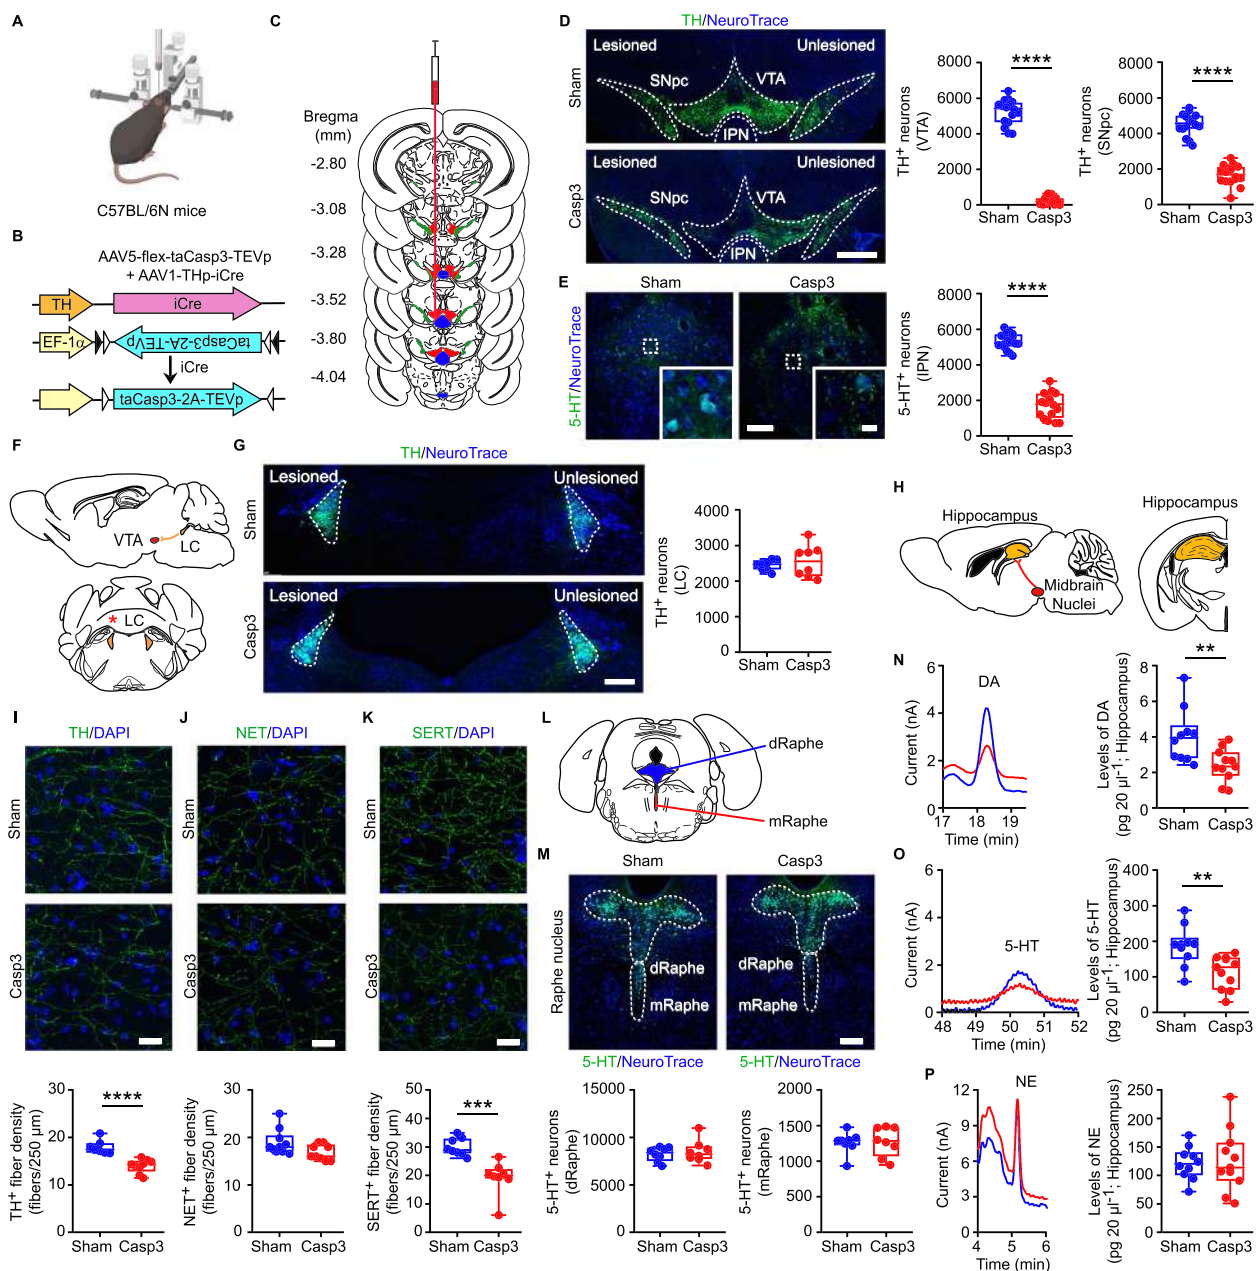 A
C57BL/6N mice
B
AAV5-flex-taCasp3-TEVp
+ AAV1-THp-iCre
TH
iCre
EF-1α
taCasp3-2A-TEVp
iCre
taCasp3-2A-TEVp
C
Bregma
(mm)
-2.80
-3.08
-3.28
-3.52
-3.80
-4.04
D
TH/NeuroTrace
Sham
Lesioned
Unlesioned
SNpc
VTA
IPN
Casp3
Lesioned
Unlesioned
SNpc
VTA
IPN
TH⁺ neurons
(VTA)
8000
6000
4000
2000
0
****
Sham
Casp3
TH⁺ neurons
(SNpc)
8000
6000
4000
2000
0
****
Sham
Casp3
E
Sham
Casp3
5-HT/NeuroTrace
5-HT⁺ neurons
(IPN)
8000
6000
4000
2000
0
****
Sham
Casp3
F
VTA
LC
* LC
G
TH/NeuroTrace
Sham
Lesioned
Unlesioned
Casp3
Lesioned
Unlesioned
TH⁺ neurons
(LC)
4000
3000
2000
1000
0
Sham
Casp3
H
Hippocampus
Midbrain
Nuclei
Hippocampus
I
TH/DAPI
Sham
Casp3
TH⁺ fiber density
(fibers/250 µm)
30
20
10
0
****
Sham
Casp3
J
NET/DAPI
Sham
Casp3
NET⁺ fiber density
(fibers/250 µm)
30
20
10
0
Sham
Casp3
K
SERT/DAPI
Sham
Casp3
SERT⁺ fiber density
(fibers/250 µm)
45
30
15
0
***
Sham
Casp3
L
dRaphe
mRaphe
M
Sham
Casp3
Raphe nucleus
dRaphe
mRaphe
dRaphe
mRaphe
5-HT/NeuroTrace
5-HT/NeuroTrace
5-HT⁺ neurons
(dRaphe)
15000
10000
5000
0
Sham
Casp3
5-HT⁺ neurons
(mRaphe)
2000
1500
1000
500
0
Sham
Casp3
N
Current (nA)
6
4
2
0
DA
17
18
19
Time (min)
Levels of DA
(pg 20 µl⁻¹; Hippocampus)
8
6
4
2
0
**
Sham
Casp3
O
Current (nA)
6
4
2
0
5-HT
48
49
50
51
52
Time (min)
Levels of 5-HT
(pg 20 µl⁻¹; Hippocampus)
400
300
200
100
0
**
Sham
Casp3
P
Current (nA)
12
9
6
3
0
NE
4
5
6
Time (min)
Levels of NE
(pg 20 µl⁻¹; Hippocampus)
250
200
150
100
50
0
Sham
Casp3